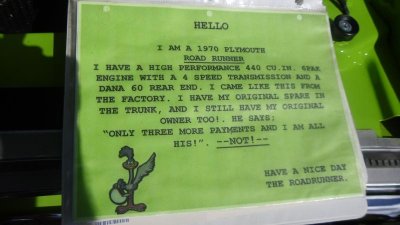 HELLO
I AM A 1970 PLYMOUTH
ROAD RUNNER
I HAVE A HIGH PERFORMANCE 440 CU.IN. 6PAK
ENGINE WITH A 4 SPEED TRANSMISSION AND A
DANA 60 REAR END. I CAME LIKE THIS FROM
THE FACTORY. I HAVE MY ORIGINAL SPARE IN
THE TRUNK, AND I STILL HAVE MY ORIGINAL
OWNER TOO!. HE SAYS;
"ONLY THREE MORE PAYMENTS AND I AM ALL
HIS!". --NOT!--
HAVE A NICE DAY
THE ROADRUNNER.